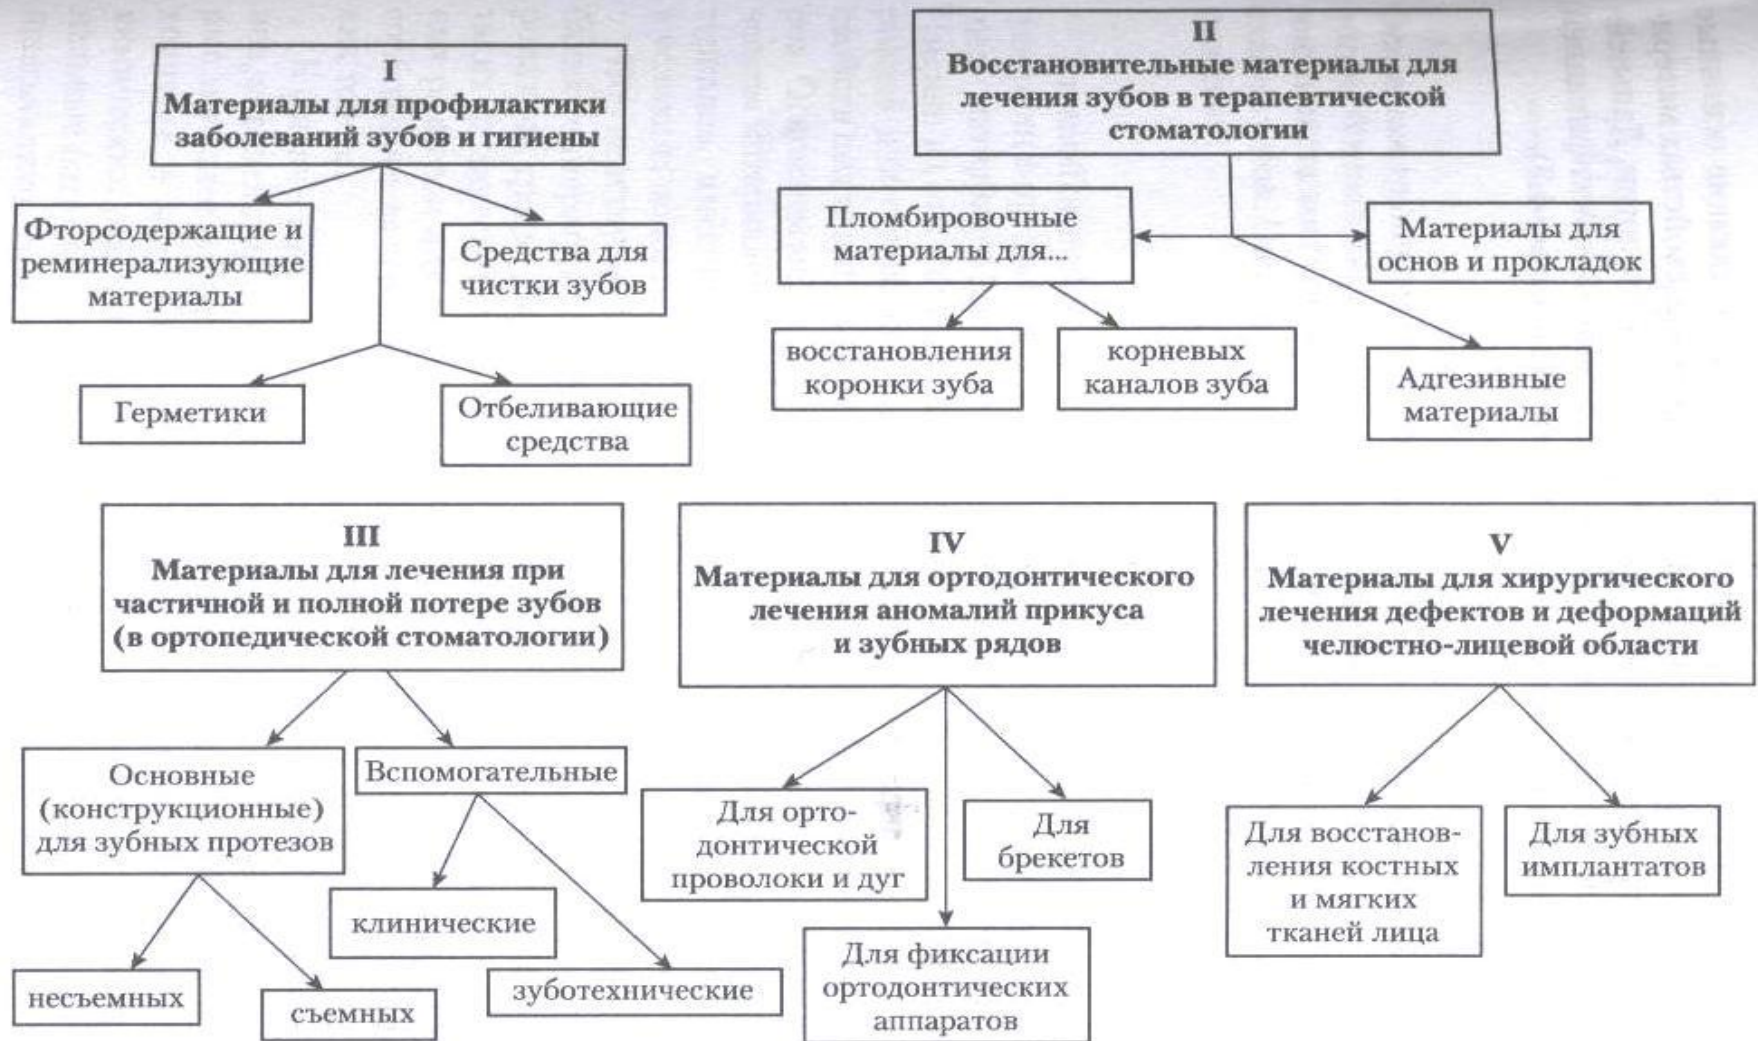 I
Материалы для профилактики
заболеваний зубов и гигиены
Фторсодержащие и
реминерализующие
материалы
Средства для
чистки зубов
Герметики
Отбеливающие
средства
II
Восстановительные материалы для
лечения зубов в терапевтической
стоматологии
Пломбировочные
материалы для...
Материалы для
основ и прокладок
восстановления
коронки зуба
корневых
каналов зуба
Адгезивные
материалы
III
Материалы для лечения при
частичной и полной потере зубов
(в ортопедической стоматологии)
Основные
(конструкционные)
для зубных протезов
Вспомогательные
клинические
несъемных
съемных
зуботехнические
IV
Материалы для ортодонтического
лечения аномалий прикуса
и зубных рядов
Для орто-
донтической
проволоки и дуг
Для
брекетов
Для фиксации
ортодонтических
аппаратов
V
Материалы для хирургического
лечения дефектов и деформаций
челюстно-лицевой области
Для восстанов-
ления костных
и мягких
тканей лица
Для зубных
имплантатов